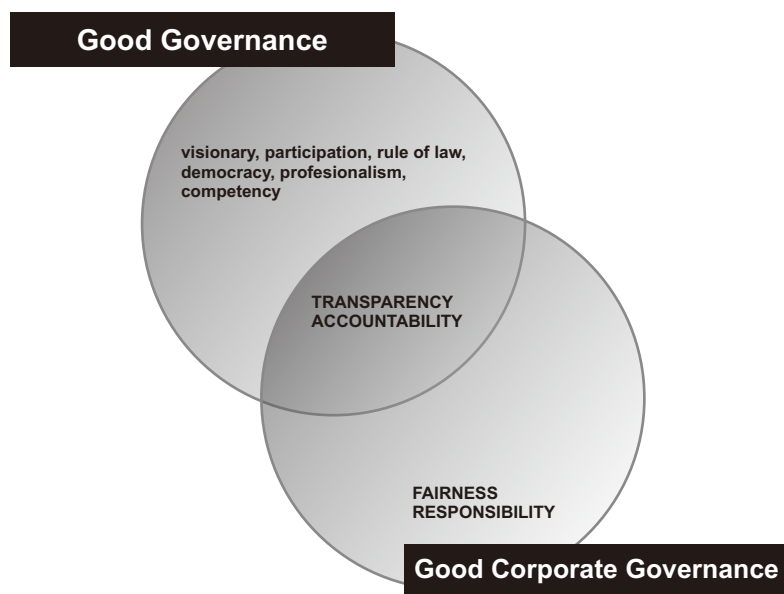 Good Governance
visionary, participation, rule of law,
democracy, profesionalism,
competency
TRANSPARENCY
ACCOUNTABILITY
FAIRNESS
RESPONSIBILITY
Good Corporate Governance